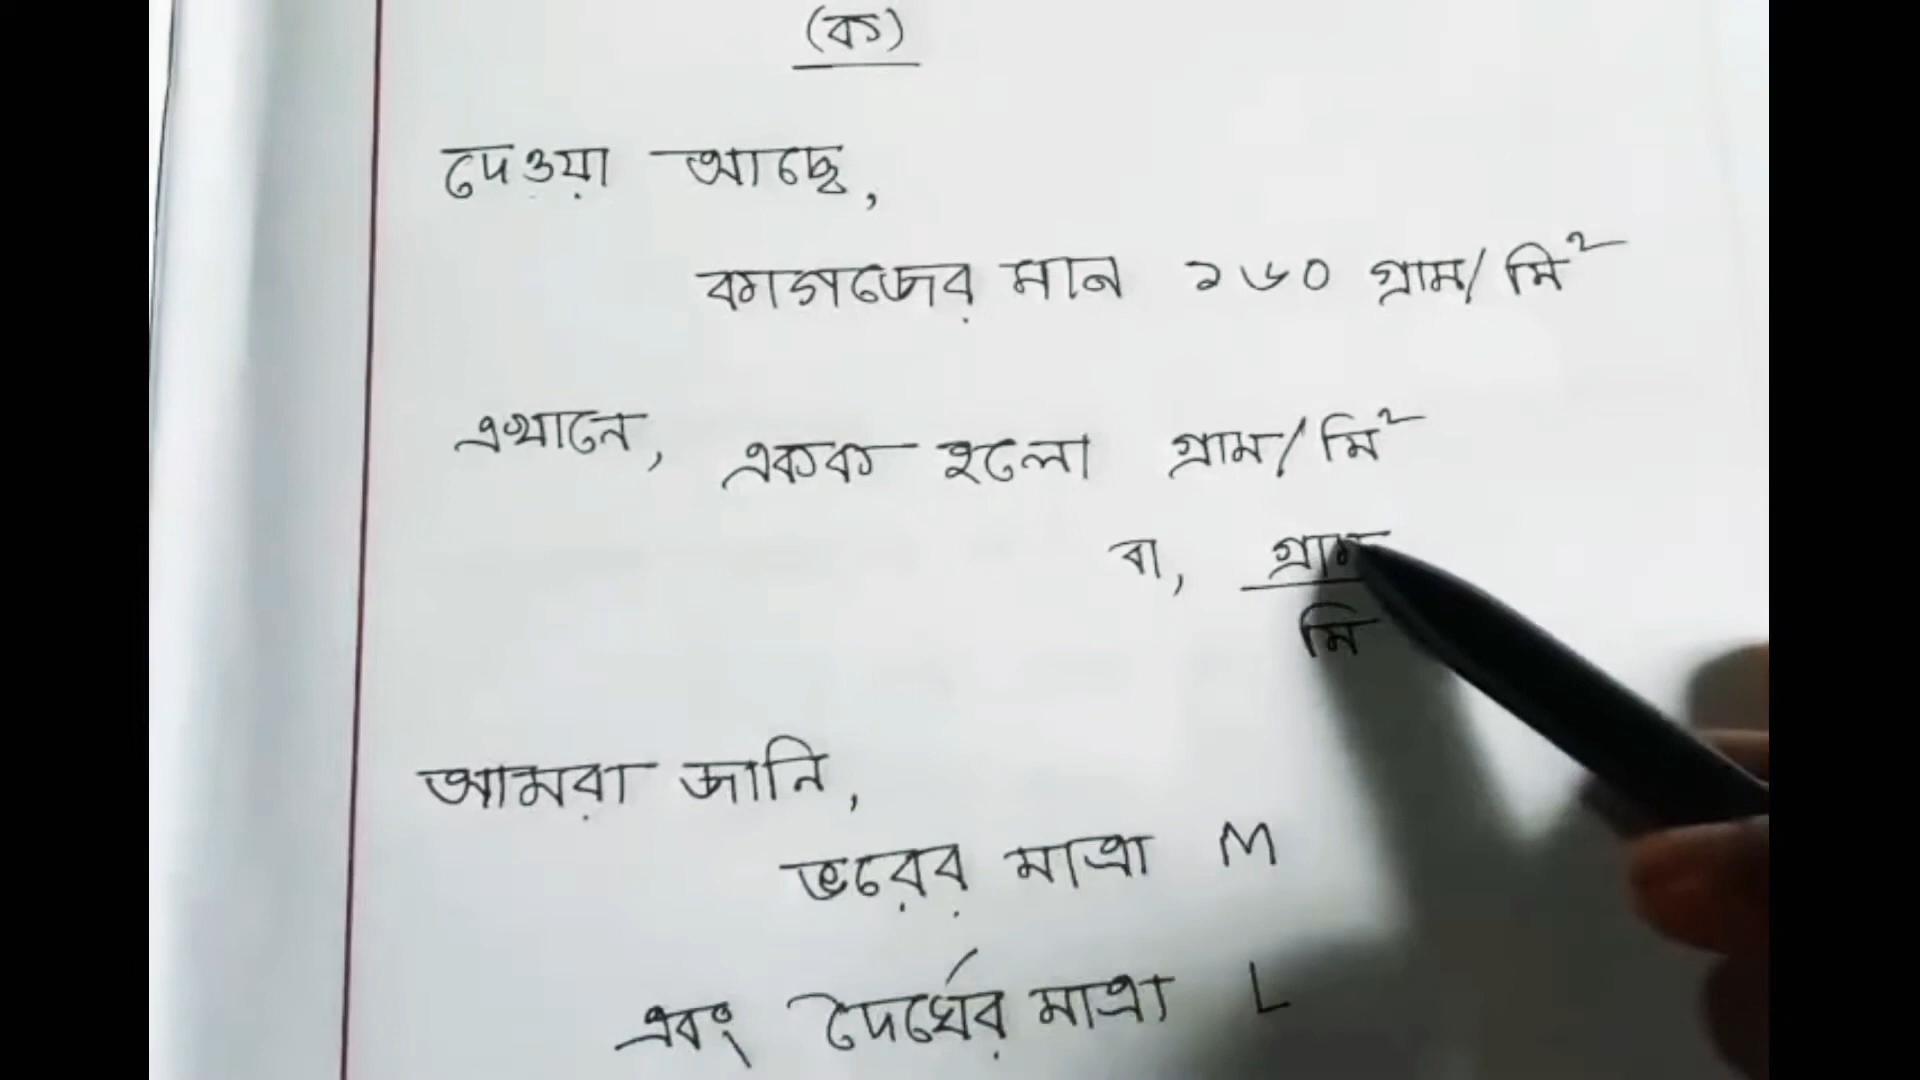 (ক)
দেওয়া আছে,
কাগজের মান ১৬০ গ্রাম/মি²
এখানে, একক হলো গ্রাম/মি²
বা, গ্রাম
মি
আমরা জানি,
ভরের মাত্রা M
এবং দৈর্ঘের মাত্রা L